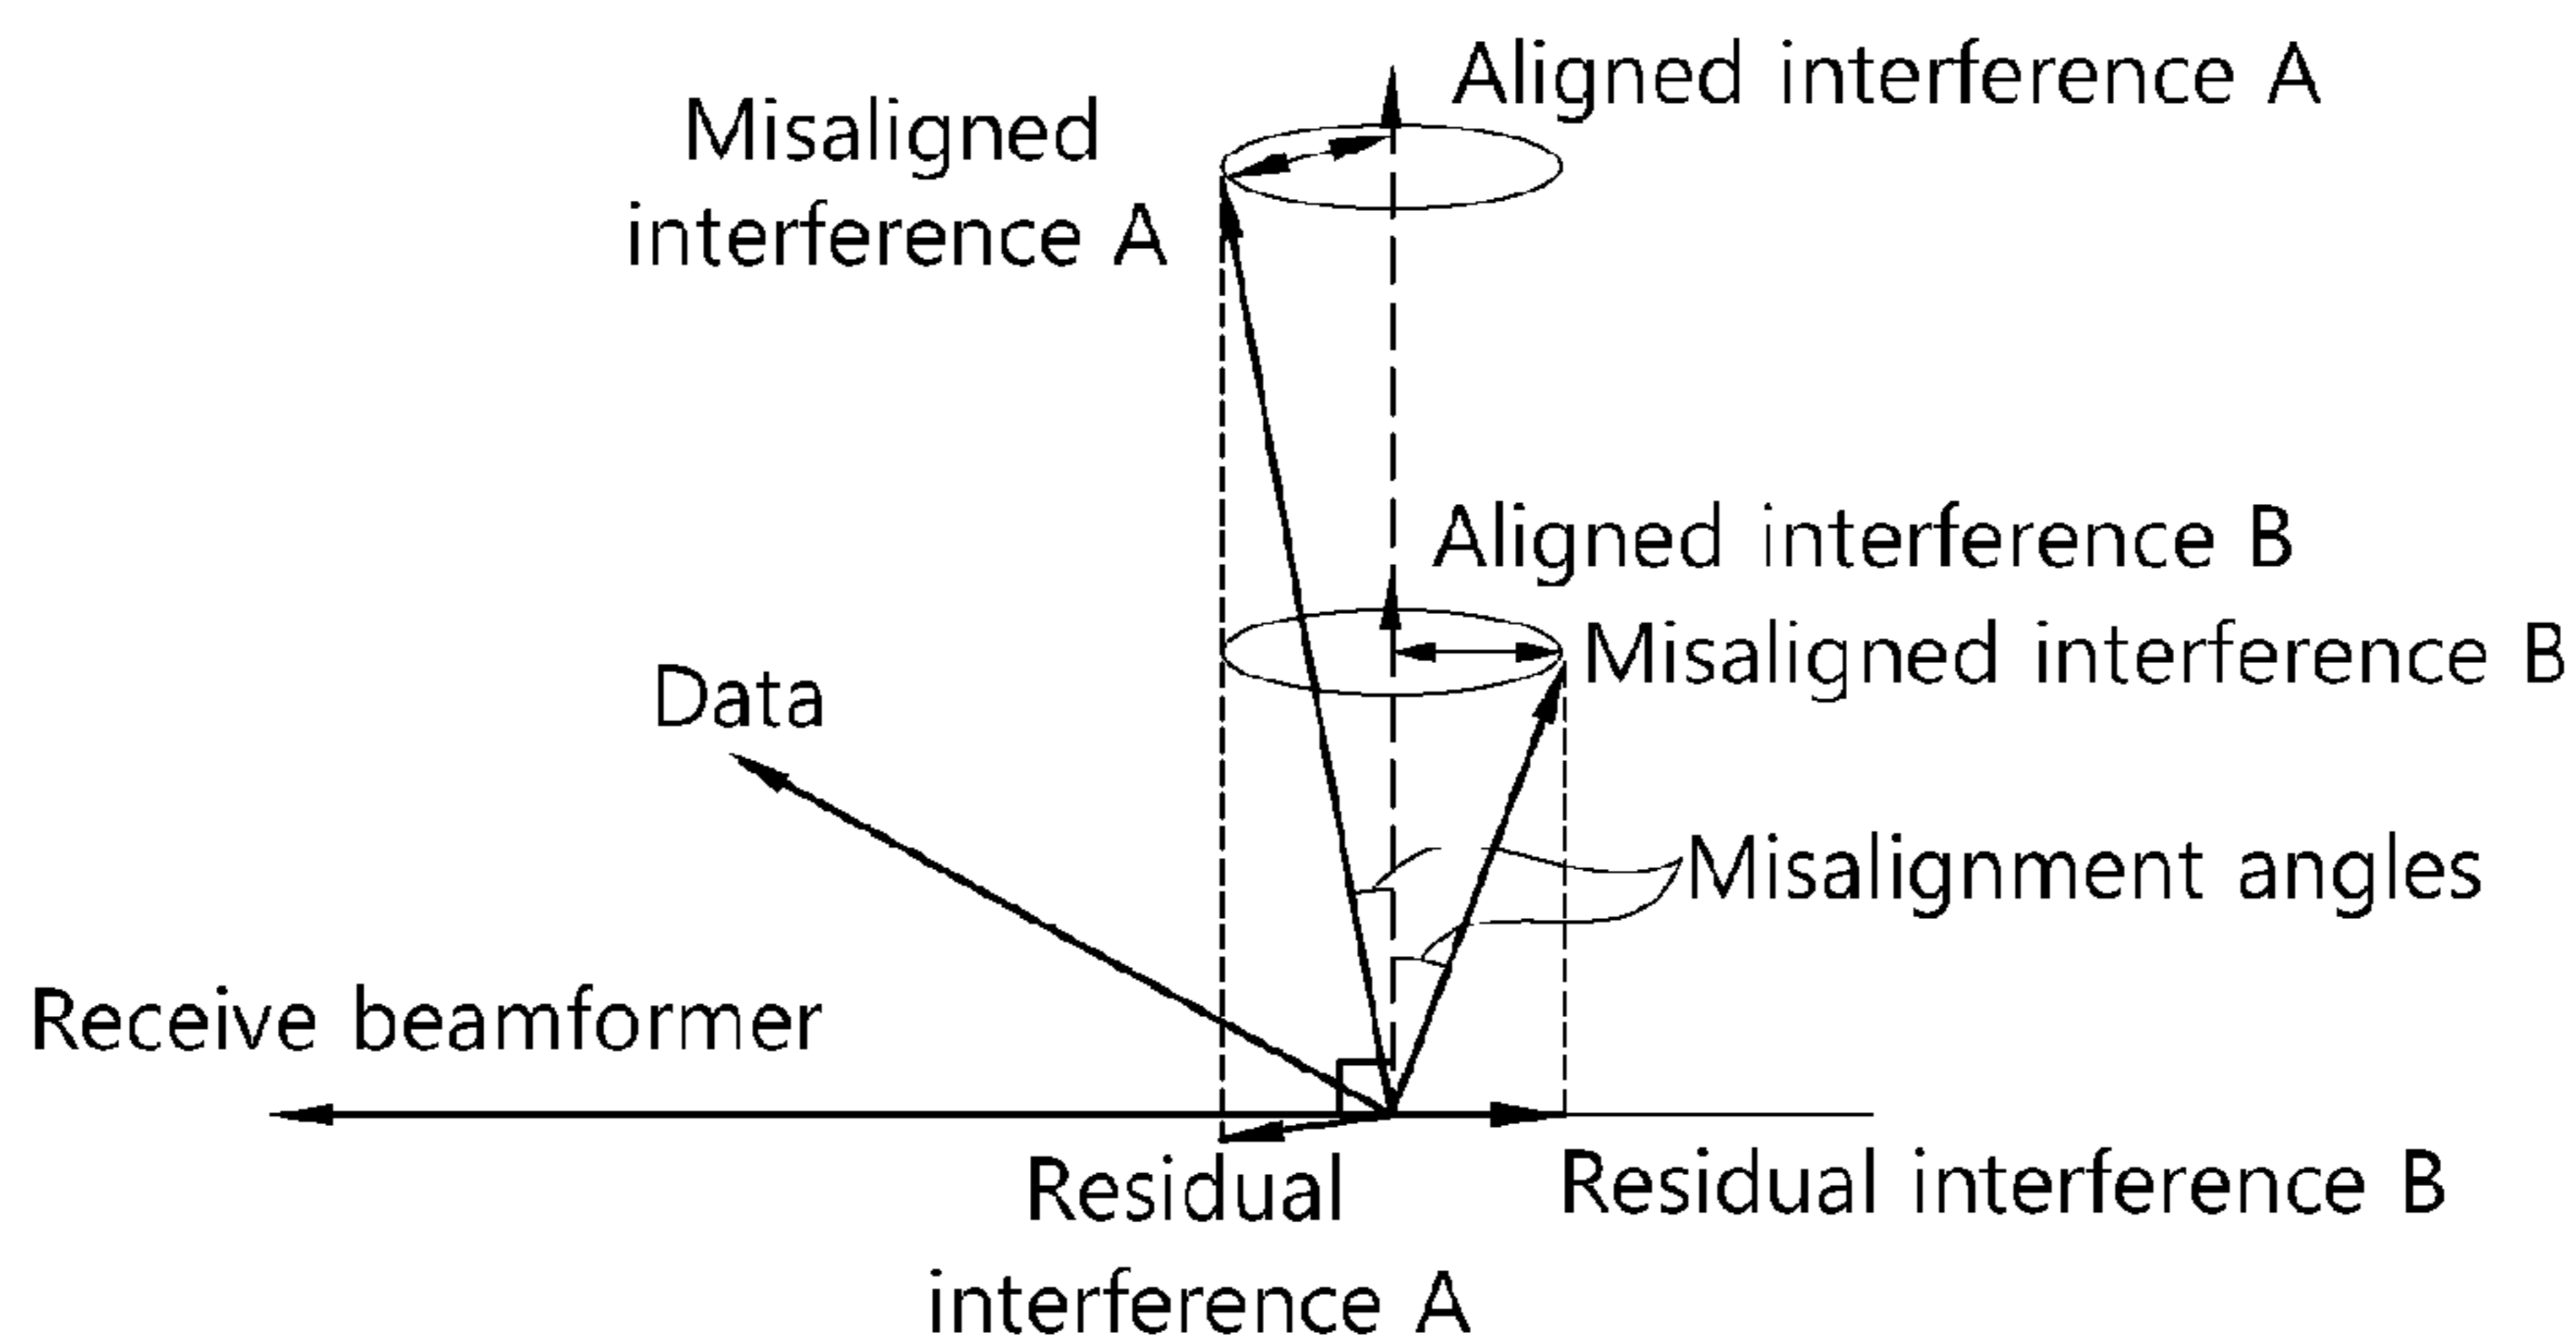 Aligned interference A
Misaligned
interference A
Aligned interference B
Misaligned interference B
Data
Misalignment angles
Receive beamformer
Residual
interference A
Residual interference B